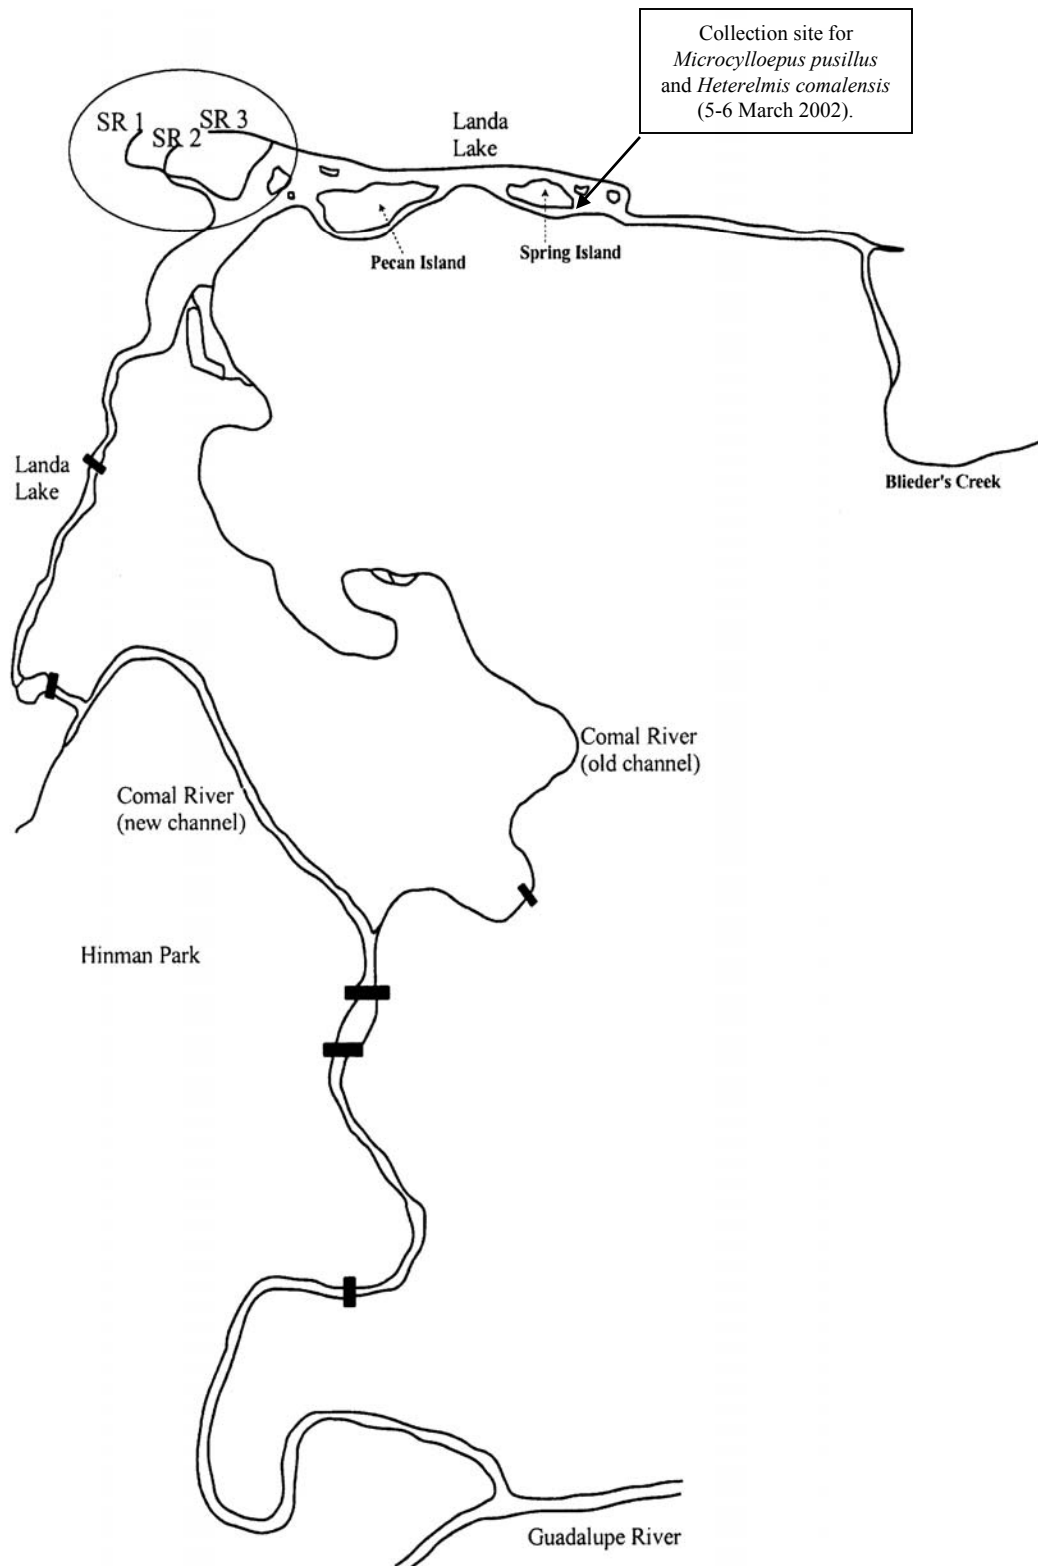 Collection site for
Microcylloepus pusillus
and Heterelmis comalensis
(5-6 March 2002).
SR 1
SR 2
SR 3
Landa
Lake
Pecan Island
Spring Island
Landa
Lake
Blieder's Creek
Comal River
(old channel)
Comal River
(new channel)
Hinman Park
Guadalupe River